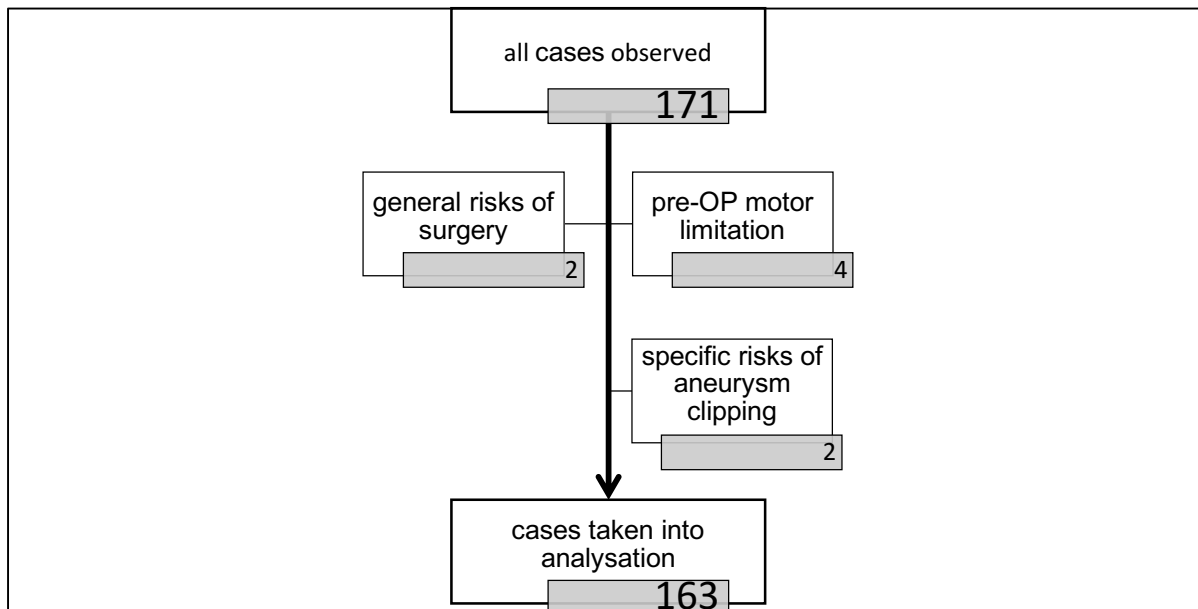 all cases observed
171
general risks of
surgery
2
pre-OP motor
limitation
4
specific risks of
aneurysm
clipping
2
cases taken into
analysation
163